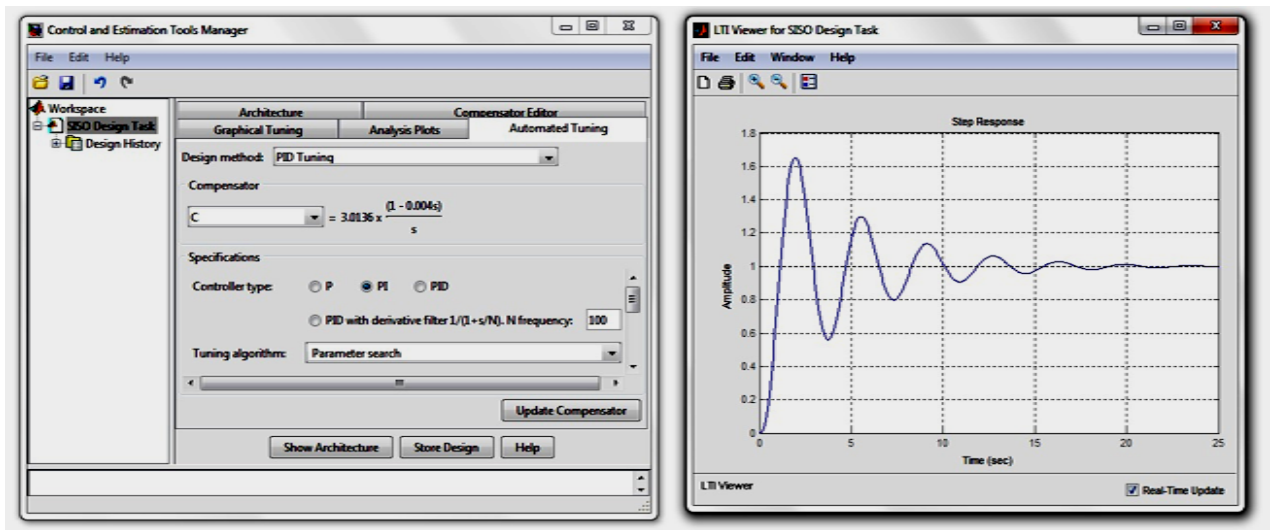 Control and Estimation Tools Manager
File Edit Help
Workspace
SISO Design Task
Design History
Architecture
Compensator Editor
Graphical Tuning
Analysis Plots
Automated Tuning
Design method: PID Tuning
Compensator
C = 3.0136 x (1 - 0.004s)
s
Specifications
Controller type: P PI PID
PID with derivative filter 1/(1+s/N). N frequency: 100
Tuning algorithm: Parameter search
Update Compensator
Show Architecture Store Design Help
LTI Viewer for SISO Design Task
File Edit Window Help
Step Response
1.8
1.6
1.4
1.2
1
0.8
0.6
0.4
0.2
0
Amplitude
0 5 10 15 20 25
Time (sec)
LTI Viewer
Real-Time Update